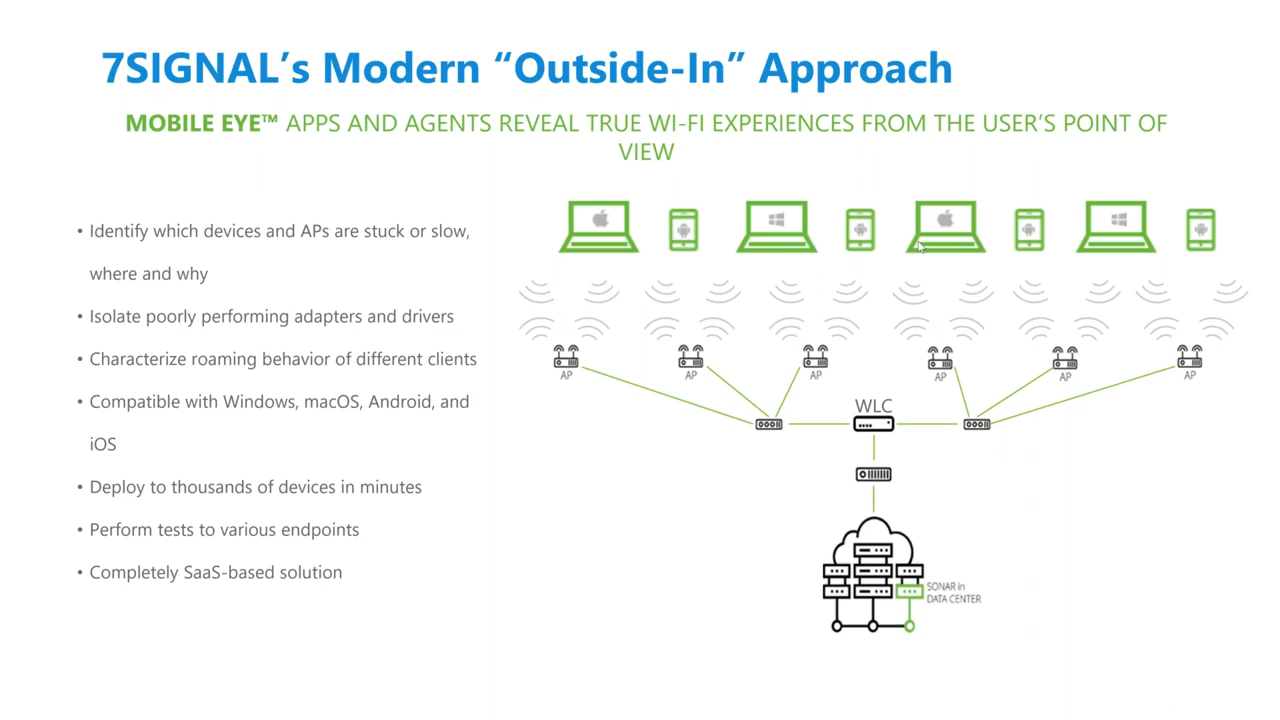 7SIGNAL’s Modern “Outside-In” Approach
MOBILE EYE™ APPS AND AGENTS REVEAL TRUE WI-FI EXPERIENCES FROM THE USER’S POINT OF
VIEW
• Identify which devices and APs are stuck or slow,
where and why
• Isolate poorly performing adapters and drivers
• Characterize roaming behavior of different clients
• Compatible with Windows, macOS, Android, and
iOS
• Deploy to thousands of devices in minutes
• Perform tests to various endpoints
• Completely SaaS-based solution
AP
AP
AP
AP
AP
AP
WLC
SONAR in
DATA CENTER